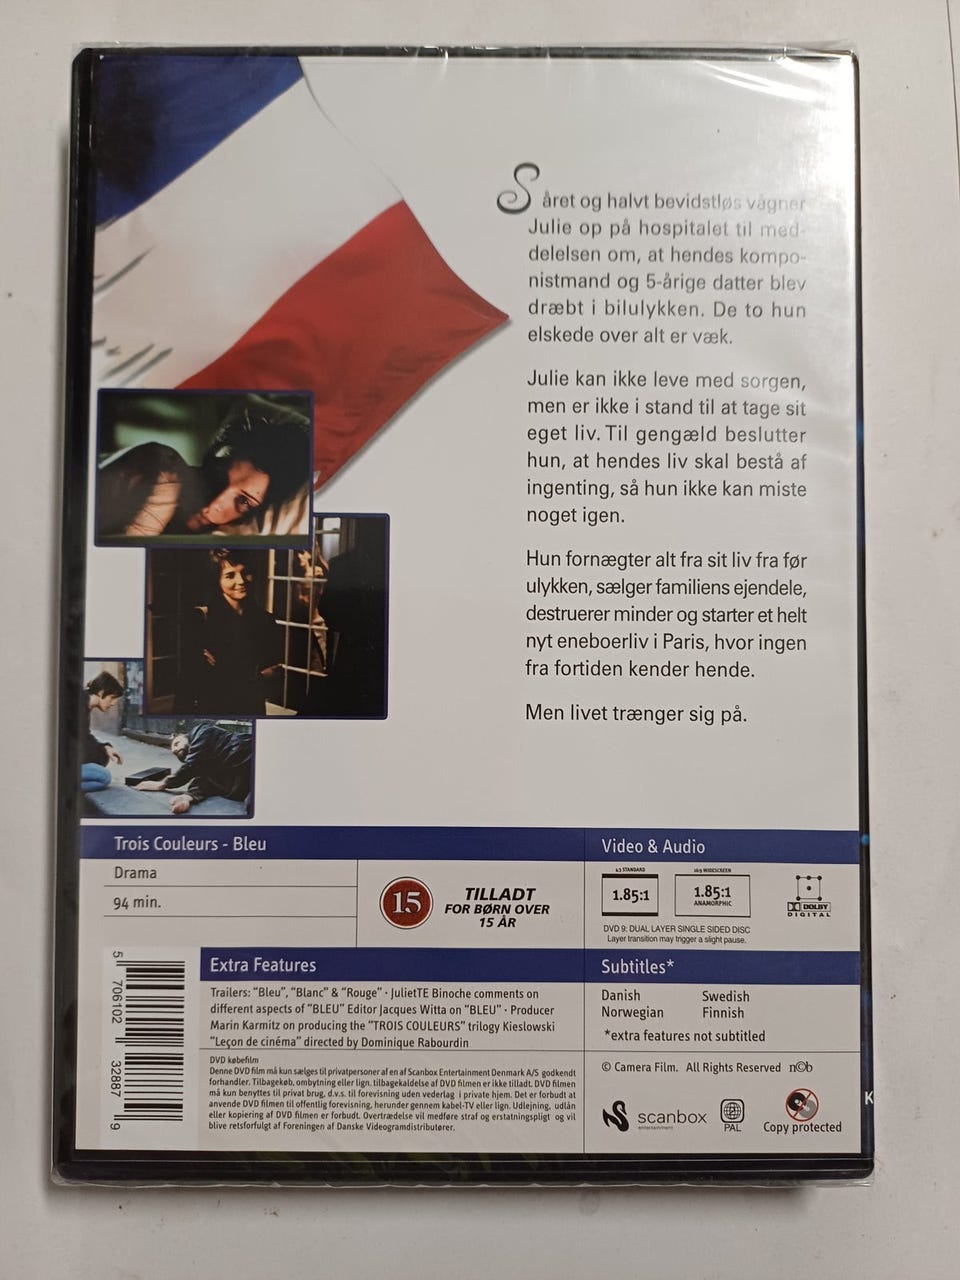 Såret og halvt bevidstløs vågner
Julie op på hospitalet til med-
delelsen om, at hendes kompo-
nistmand og 5-årige datter blev
dræbt i bilulykken. De to hun
elskede over alt er væk.
Julie kan ikke leve med sorgen,
men er ikke i stand til at tage sit
eget liv. Til gengæld beslutter
hun, at hendes liv skal bestå af
ingenting, så hun ikke kan miste
noget igen.
Hun fornægter alt fra sit liv fra før
ulykken, sælger familiens ejendele,
destruerer minder og starter et helt
nyt eneboerliv i Paris, hvor ingen
fra fortiden kender hende.
Men livet trænger sig på.
Trois Couleurs - Bleu
Drama
94 min.
15
TILLADT
FOR BØRN OVER
15 ÅR
Video & Audio
4:3 STANDARD
1.85:1
16:9 WIDESCREEN
1.85:1
ANAMORPHIC
DOLBY
DIGITAL
DVD 9: DUAL LAYER SINGLE SIDED DISC
Layer transition may trigger a slight pause.
5 706102 32887 9
Extra Features
Trailers: “Bleu”, “Blanc” & “Rouge” · JulietTE Binoche comments on
different aspects of “BLEU” Editor Jacques Witta on “BLEU” · Producer
Marin Karmitz on producing the “TROIS COULEURS” trilogy Kieslowski
“Leçon de cinéma” directed by Dominique Rabourdin
Subtitles*
Danish Swedish
Norwegian Finnish
*extra features not subtitled
DVD købefilm
Denne DVD film må kun sælges til privatpersoner af en af Scanbox Entertainment Denmark A/S godkendt
forhandler. Tilbagekøb, ombytning eller lign. tilbagekaldelse af DVD filmen er ikke tilladt. DVD filmen
må kun benyttes til privat brug, d.v.s. til forevisning uden vederlag i private hjem. Det er forbudt at
anvende DVD filmen til offentlig forevisning, herunder gennem kabel-TV eller lign. Udlejning, udlån
eller kopiering af DVD filmen er forbudt. Overtrædelse vil medføre straf og erstatningspligt og vil
blive retsforfulgt af Foreningen af Danske Videogramdistributører.
© Camera Film. All Rights Reserved n©b
scanbox
entertainment
PAL
Copy protected
K